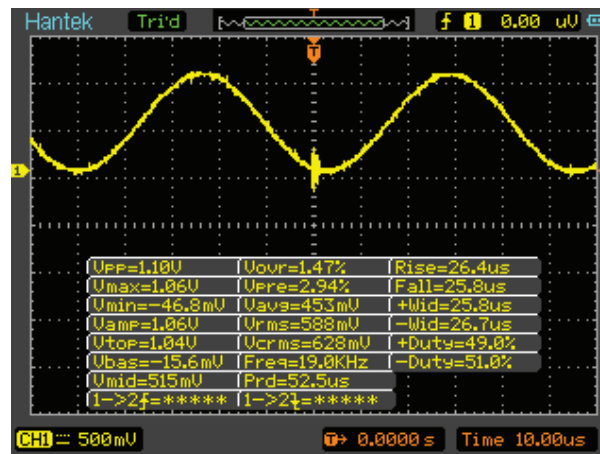 Hantek Tri'd T f 1 0.00 uV
T
1
Vpp=1.10V Vovr=1.47% Rise=26.4us
Vmax=1.06V Vpre=2.94% Fall=25.8us
Vmin=-46.8mV Vavg=453mV +Wid=25.8us
Vamp=1.06V Vrms=588mV -Wid=26.7us
Vtop=1.04V Vcrms=628mV +Duty=49.0%
Vbas=-15.6mV Freq=19.0KHz -Duty=51.0%
Vmid=515mV Prd=52.5us
1->2f=***** 1->2t=*****
CH1 500mV T→ 0.0000 s Time 10.00us